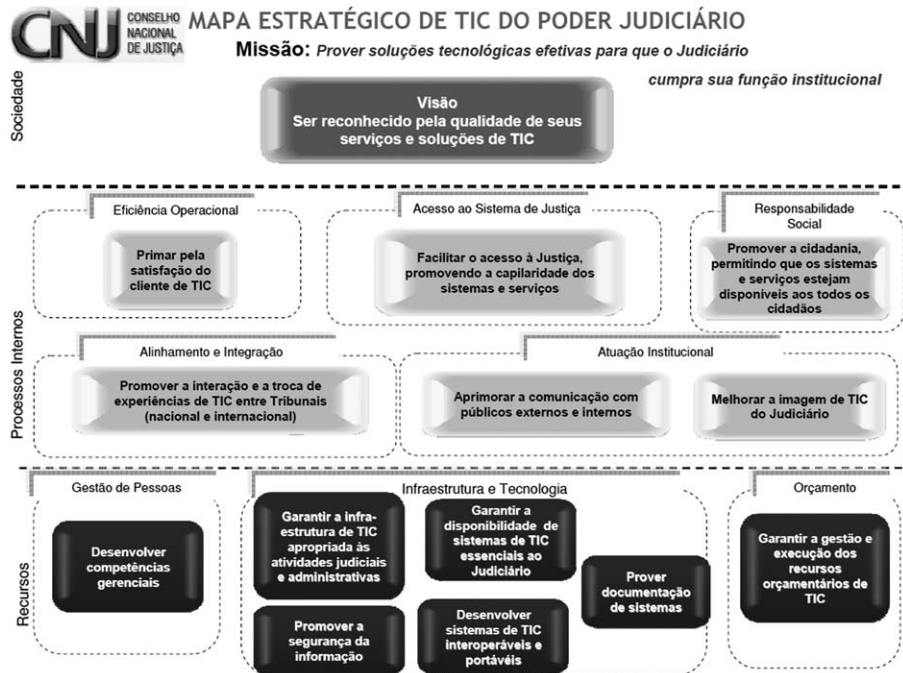 CNJ
CONSELHO
NACIONAL
DE JUSTIÇA
MAPA ESTRATÉGICO DE TIC DO PODER JUDICIÁRIO
Missão: Prover soluções tecnológicas efetivas para que o Judiciário
cumpra sua função institucional
Sociedade
Visão
Ser reconhecido pela qualidade de seus
serviços e soluções de TIC
Processos Internos
Eficiência Operacional
Primar pela
satisfação do
cliente de TIC
Acesso ao Sistema de Justiça
Facilitar o acesso à Justiça,
promovendo a capilaridade dos
sistemas e serviços
Responsabilidade
Social
Promover a cidadania,
permitindo que os sistemas
e serviços estejam
disponíveis aos todos os
cidadãos
Alinhamento e Integração
Promover a interação e a troca de
experiências de TIC entre Tribunais
(nacional e internacional)
Atuação Institucional
Aprimorar a comunicação com
públicos externos e internos
Melhorar a imagem de TIC
do Judiciário
Recursos
Gestão de Pessoas
Desenvolver
competências
gerenciais
Infraestrutura e Tecnologia
Garantir a infra-
estrutura de TIC
apropriada às
atividades judiciais
e administrativas
Garantir a
disponibilidade de
sistemas de TIC
essenciais ao
Judiciário
Promover a
segurança da
informação
Desenvolver
sistemas de TIC
interoperáveis e
portávéis
Prover
documentação
de sistemas
Orçamento
Garantir a gestão e
execução dos
recursos
orçamentários de
TIC